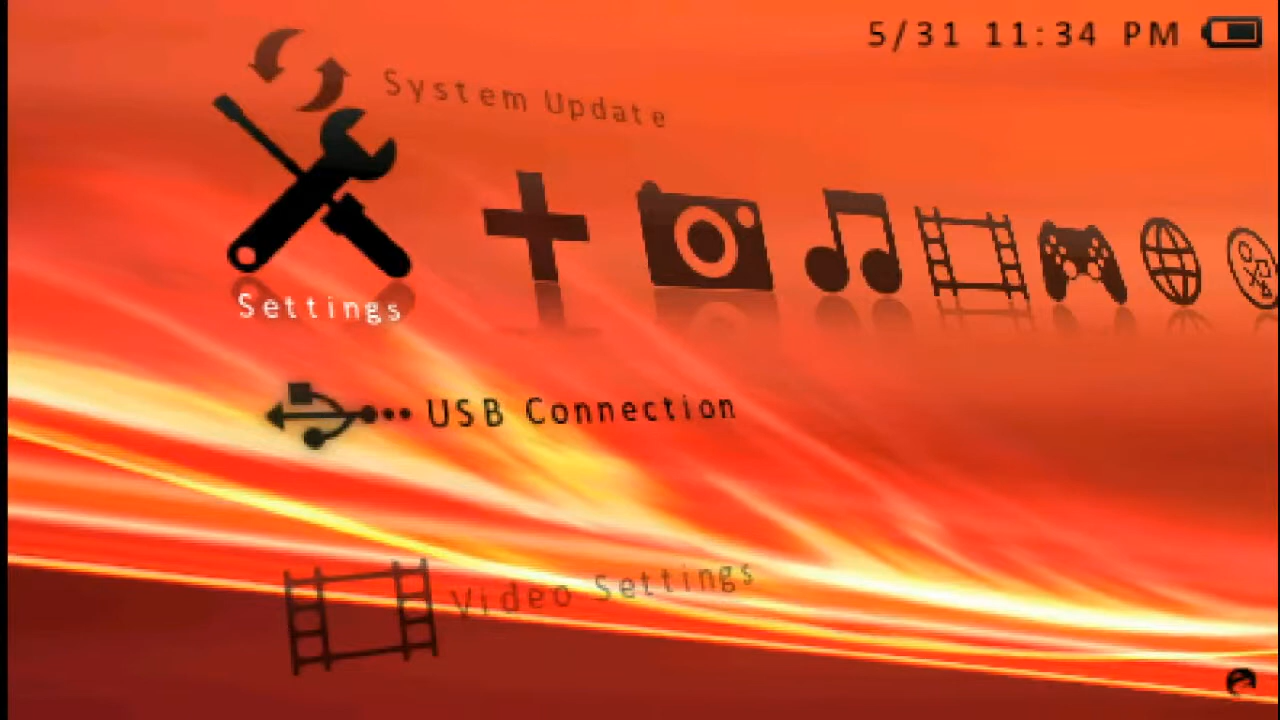 5/31 11:34 PM
System Update
Settings
USB Connection
Video Settings